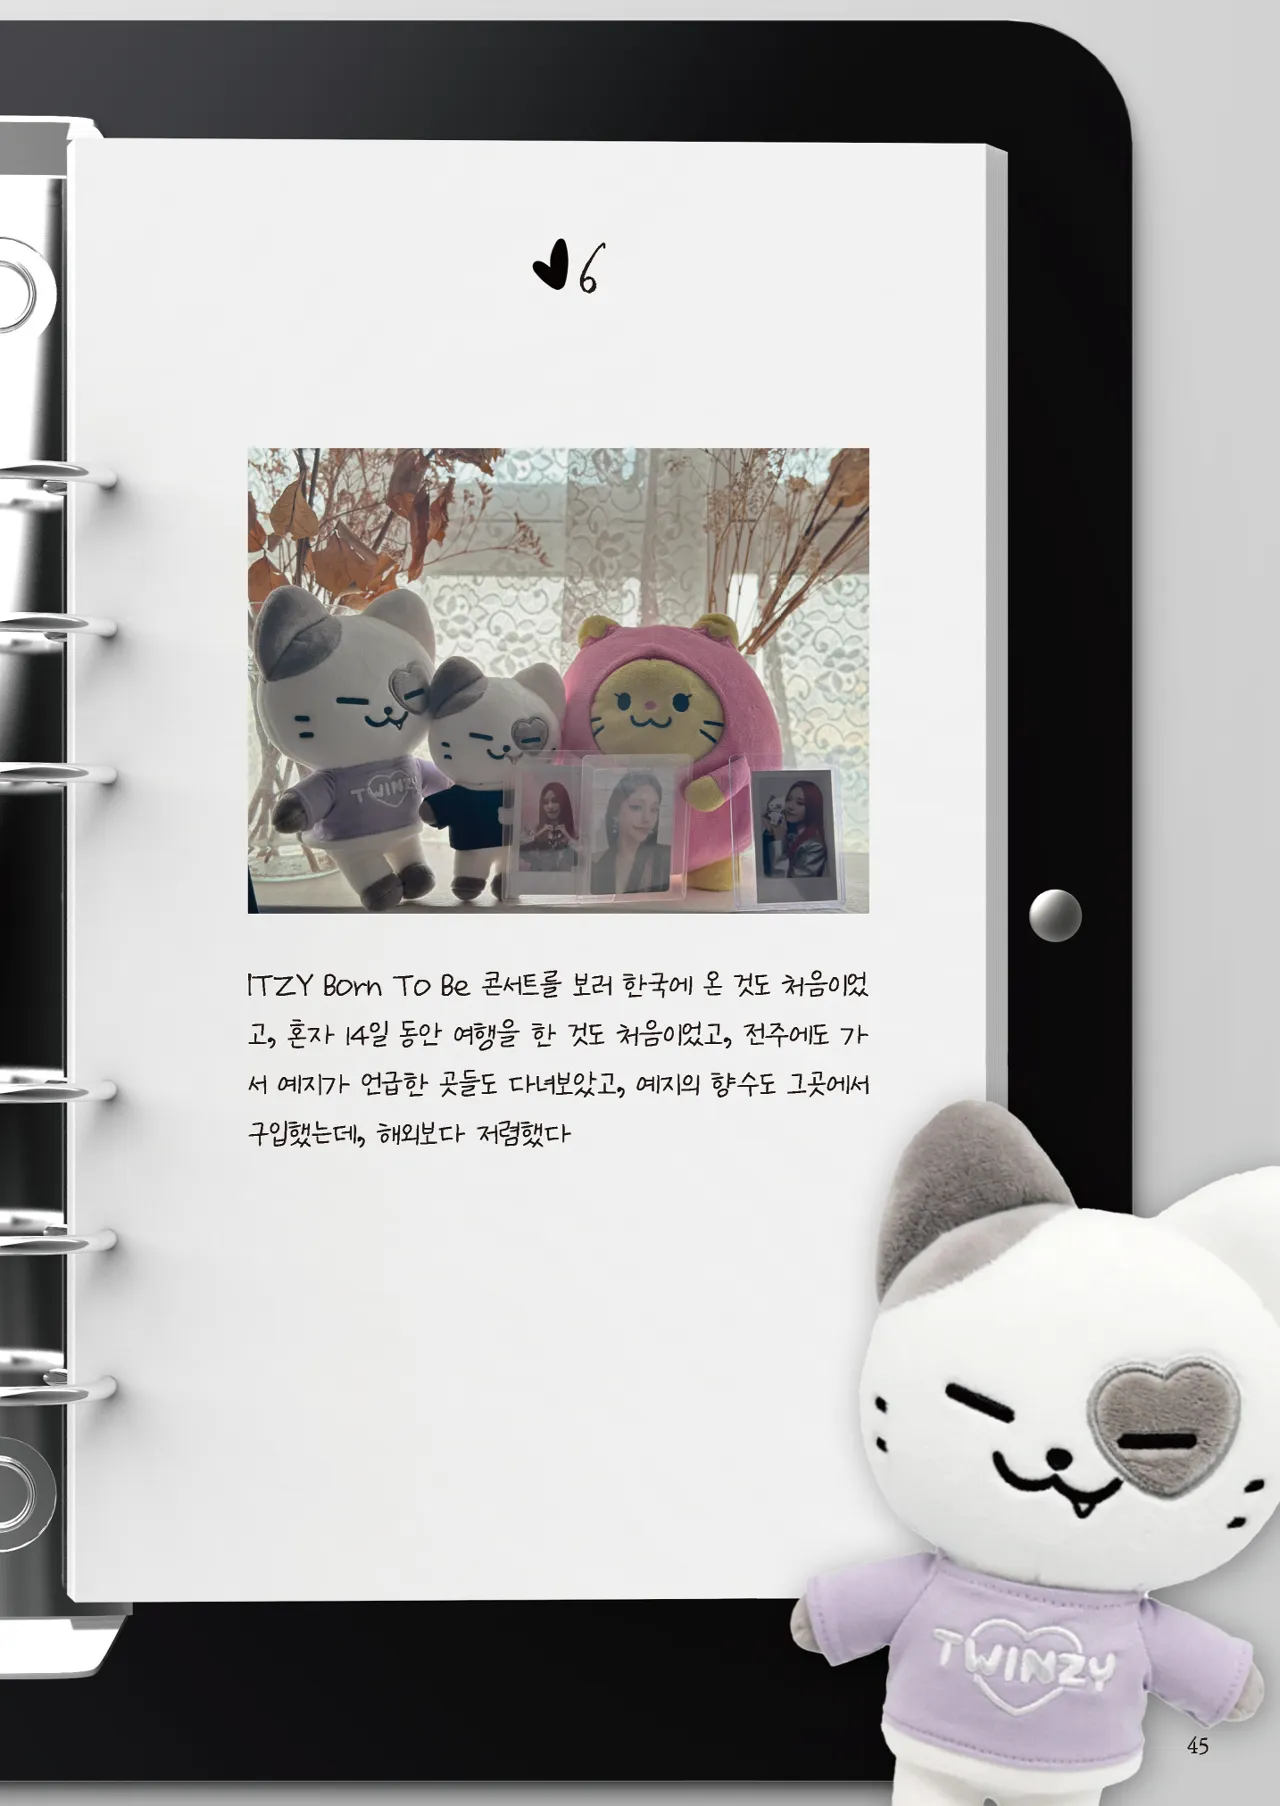 6
TWINZY
ITZY Born To Be 콘서트를 보러 한국에 온 것도 처음이었
고, 혼자 14일 동안 여행을 한 것도 처음이었고, 전주에도 가
서 예지가 언급한 곳들도 다녀보았고, 예지의 향수도 그곳에서
구입했는데, 해외보다 저렴했다
TWINZY
45